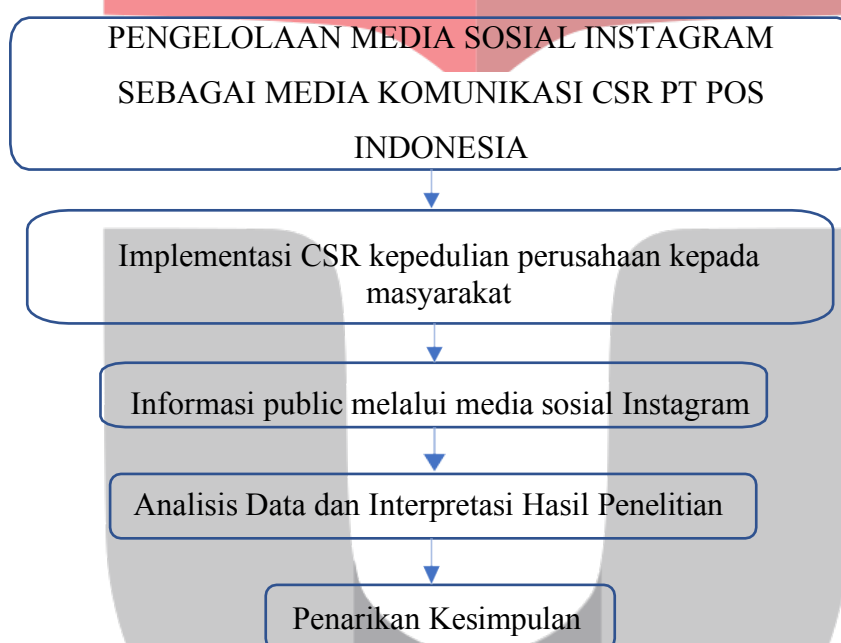 PENGELOLAAN MEDIA SOSIAL INSTAGRAM
SEBAGAI MEDIA KOMUNIKASI CSR PT POS
INDONESIA
Implementasi CSR kepedulian perusahaan kepada
masyarakat
Informasi public melalui media sosial Instagram
Analisis Data dan Interpretasi Hasil Penelitian
Penarikan Kesimpulan